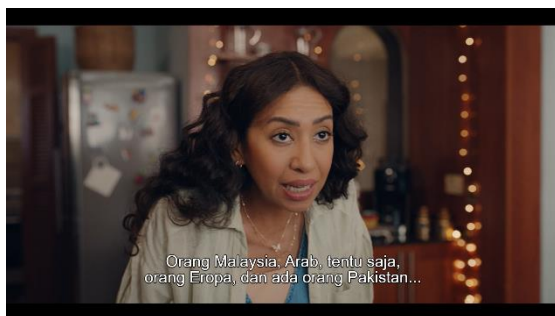 Orang Malaysia, Arab, tentu saja,
orang Eropa, dan ada orang Pakistan...